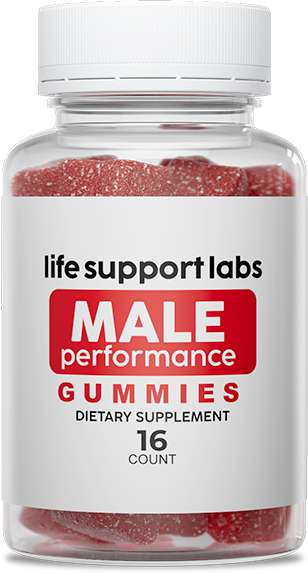 life support labs
MALE
performance
GUMMIES
DIETARY SUPPLEMENT
16
COUNT